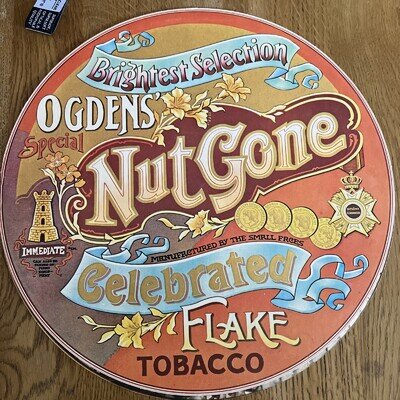 Brightest Selection
OGDENS'
Special
Nut Gone
IMMEDIATE
MANUFACTURED BY THE SMALL FACES
Celebrated
FLAKE
TOBACCO